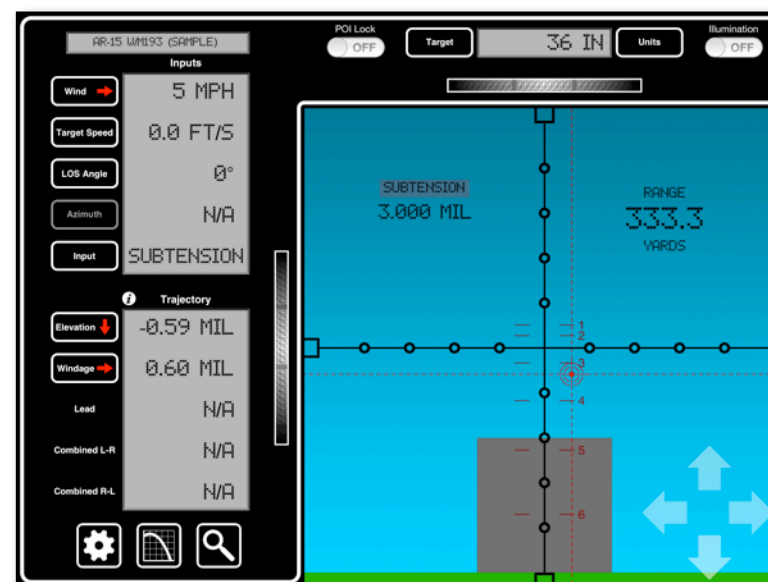 AR-15 W/M193 (SAMPLE)
POI Lock
OFF
Target
36 IN
Units
Illumination
OFF
Inputs
Wind
5 MPH
Target Speed
0.0 FT/S
LOS Angle
0°
Azimuth
N/A
Input
SUBTENSION
i Trajectory
Elevation
-0.59 MIL
Windage
0.60 MIL
Lead
N/A
Combined L-R
N/A
Combined R-L
N/A
SUBTENSION
3.000 MIL
RANGE
333.3
YARDS
1
2
3
4
5
6